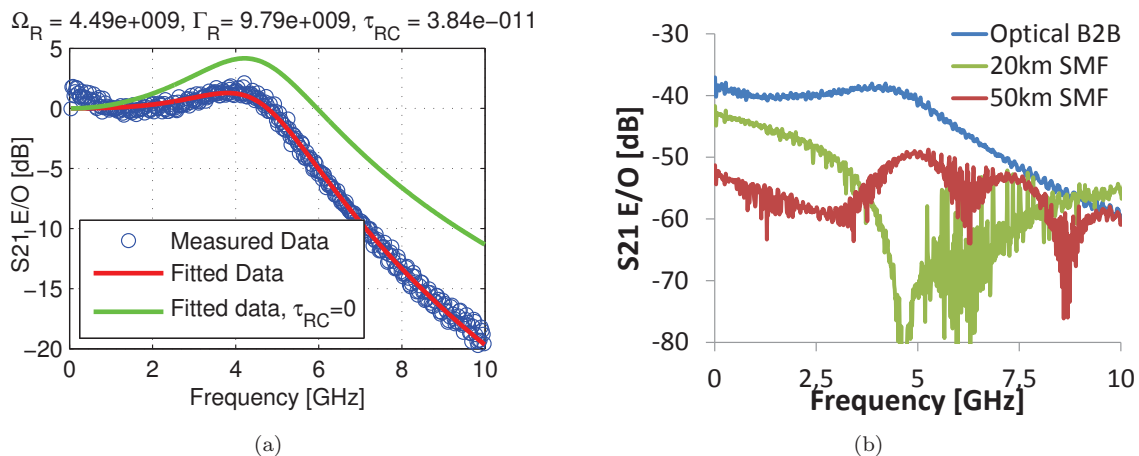 Ω_R = 4.49e+009, Γ_R= 9.79e+009, τ_RC = 3.84e−011
5
0
−5
−10
−15
−20
S21 E/O [dB]
Measured Data
Fitted Data
Fitted data, τ_RC=0
0 2 4 6 8 10
Frequency [GHz]
(a)
Optical B2B
20km SMF
50km SMF
-30
-40
-50
-60
-70
-80
S21 E/O [dB]
0 2,5 5 7,5 10
Frequency [GHz]
(b)